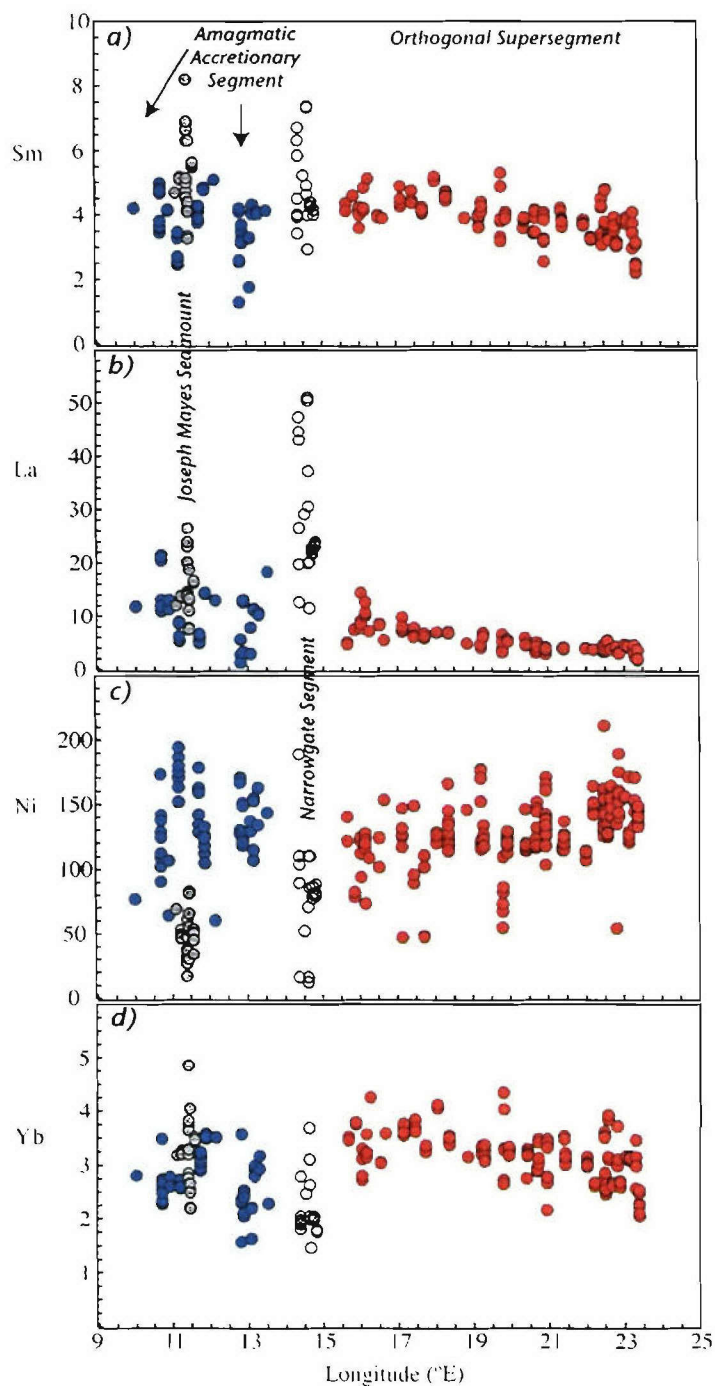 10
a)
Amagmatic
Accretionary
Segment
Orthogonal Supersegment
8
Sm
6
4
2
0
b)
Joseph Mayes Seamount
50
La
40
30
20
10
0
c)
Narrowgate Segment
200
Ni
150
100
50
0
d)
5
Yb
4
3
2
1
9 11 13 15 17 19 21 23 25
Longitude (°E)